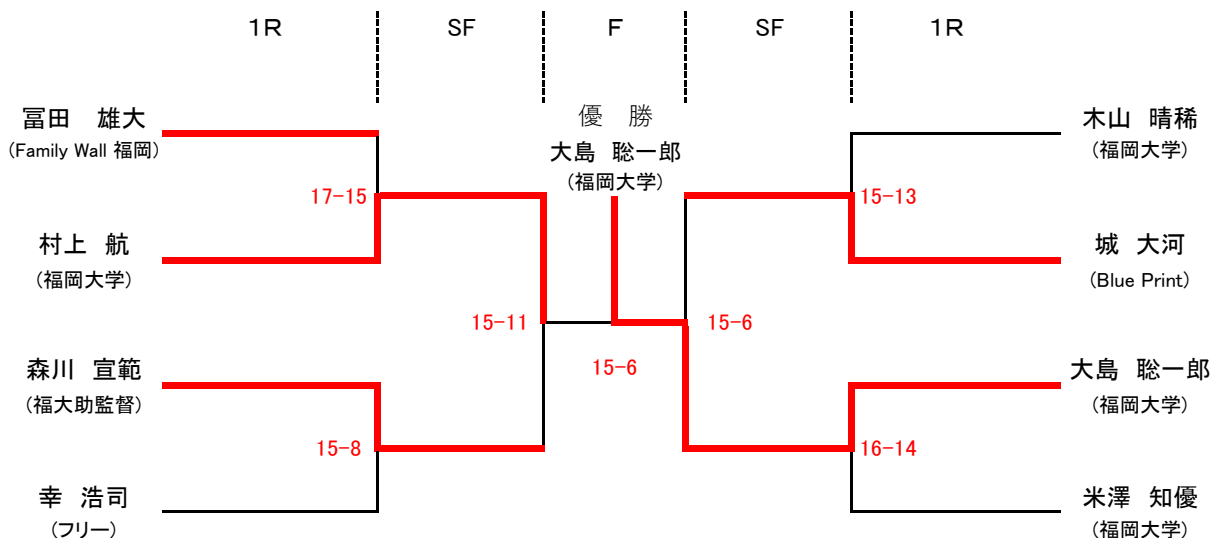 1R SF F SF 1R
優　勝
大島　聡一郎
(福岡大学)
冨田　雄大
(Family Wall 福岡)
17-15
村上　航
(福岡大学)
15-11
森川　宣範
(福大助監督)
15-8
幸　浩司
(フリー)
15-6
木山　晴稀
(福岡大学)
15-13
城　大河
(Blue Print)
15-6
大島　聡一郎
(福岡大学)
16-14
米澤　知優
(福岡大学)